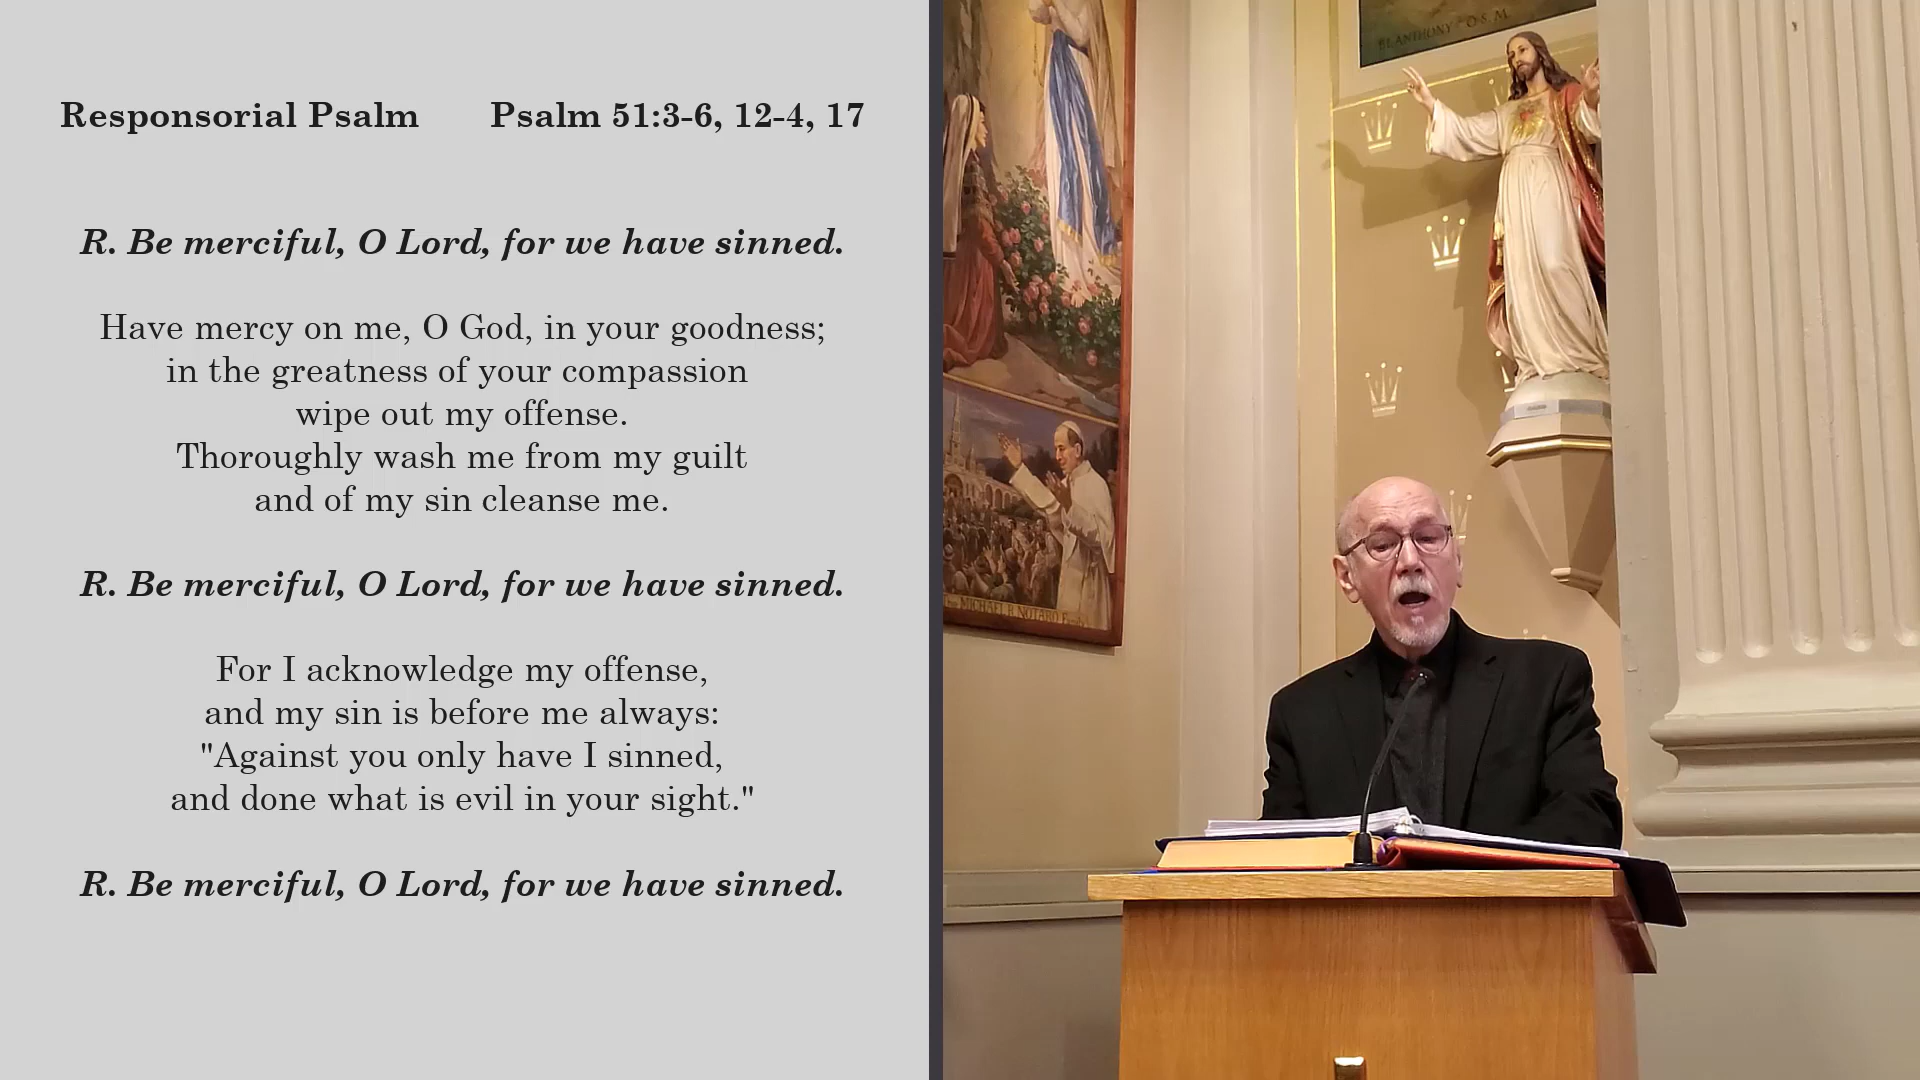 Responsorial Psalm Psalm 51:3-6, 12-4, 17
R. Be merciful, O Lord, for we have sinned.
Have mercy on me, O God, in your goodness;
in the greatness of your compassion
wipe out my offense.
Thoroughly wash me from my guilt
and of my sin cleanse me.
R. Be merciful, O Lord, for we have sinned.
For I acknowledge my offense,
and my sin is before me always:
"Against you only have I sinned,
and done what is evil in your sight."
R. Be merciful, O Lord, for we have sinned.
BL ANTHONY O.S.M.
MICHAEL R NOTARO